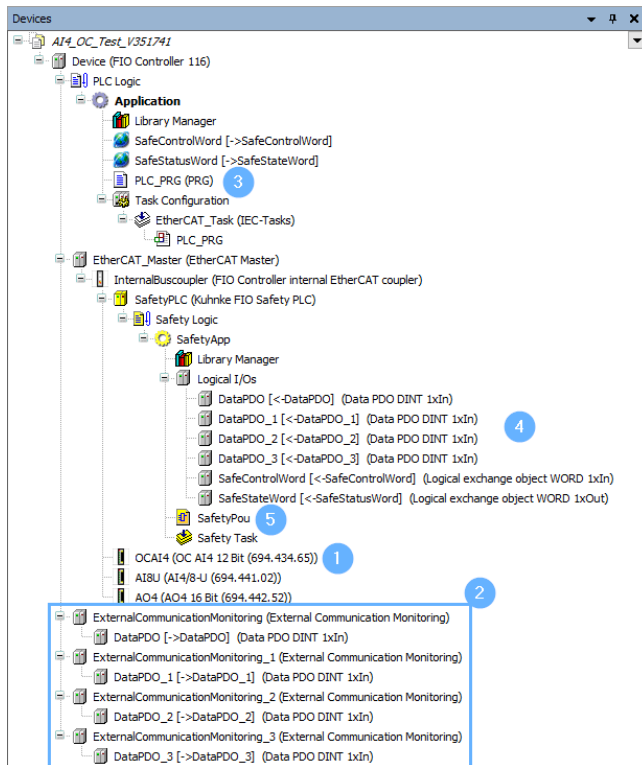 Devices
AI4_OC_Test_V351741
Device (FIO Controller 116)
PLC Logic
Application
Library Manager
SafeControlWord [->SafeControlWord]
SafeStatusWord [->SafeStateWord]
PLC_PRG (PRG) 3
Task Configuration
EtherCAT_Task (IEC-Tasks)
PLC_PRG
EtherCAT_Master (EtherCAT Master)
InternalBuscoupler (FIO Controller internal EtherCAT coupler)
SafetyPLC (Kuhnke FIO Safety PLC)
Safety Logic
SafetyApp
Library Manager
Logical I/Os
DataPDO [<-DataPDO] (Data PDO DINT 1xIn)
DataPDO_1 [<-DataPDO_1] (Data PDO DINT 1xIn)
4
DataPDO_2 [<-DataPDO_2] (Data PDO DINT 1xIn)
DataPDO_3 [<-DataPDO_3] (Data PDO DINT 1xIn)
SafeControlWord [<-SafeControlWord] (Logical exchange object WORD 1xIn)
SafeStateWord [<-SafeStatusWord] (Logical exchange object WORD 1xOut)
SafetyPou 5
Safety Task
OCAI4 (OC AI4 12 Bit (694.434.65)) 1
AI8U (AI4/8-U (694.441.02))
AO4 (AO4 16 Bit (694.442.52))
2
ExternalCommunicationMonitoring (External Communication Monitoring)
DataPDO [->DataPDO] (Data PDO DINT 1xIn)
ExternalCommunicationMonitoring_1 (External Communication Monitoring)
DataPDO_1 [->DataPDO_1] (Data PDO DINT 1xIn)
ExternalCommunicationMonitoring_2 (External Communication Monitoring)
DataPDO_2 [->DataPDO_2] (Data PDO DINT 1xIn)
ExternalCommunicationMonitoring_3 (External Communication Monitoring)
DataPDO_3 [->DataPDO_3] (Data PDO DINT 1xIn)